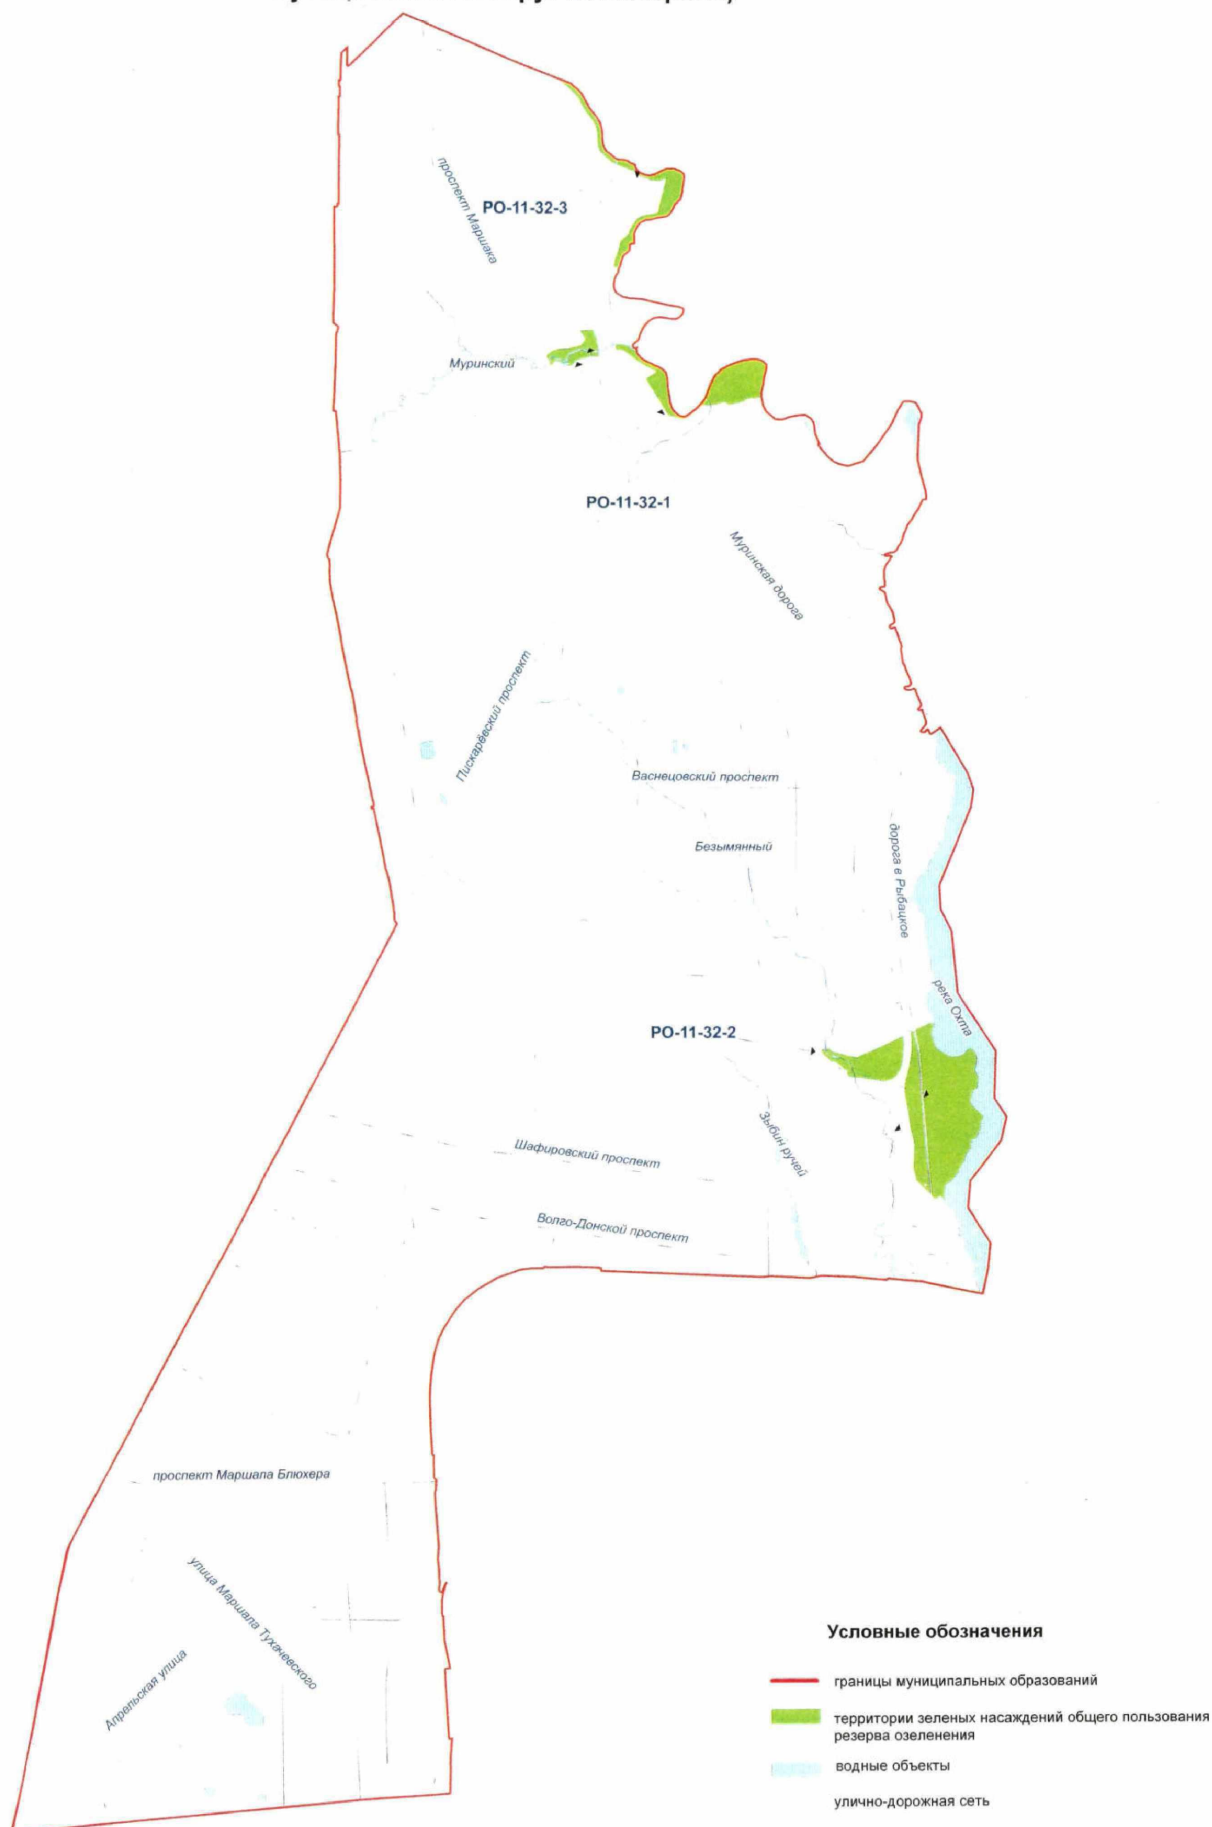 проспект Маршака
РО-11-32-3
Муринский
РО-11-32-1
Муринская дорога
Пискарёвский проспект
Васнецовский проспект
Безымянный
дорога в Рыбацкое
река Охта
РО-11-32-2
Зыбин ручей
Шафировский проспект
Волго-Донской проспект
проспект Маршала Блюхера
улица Маршала Тухачевского
Апрельская улица
Условные обозначения
границы муниципальных образований
территории зеленых насаждений общего пользования
резерва озеленения
водные объекты
улично-дорожная сеть